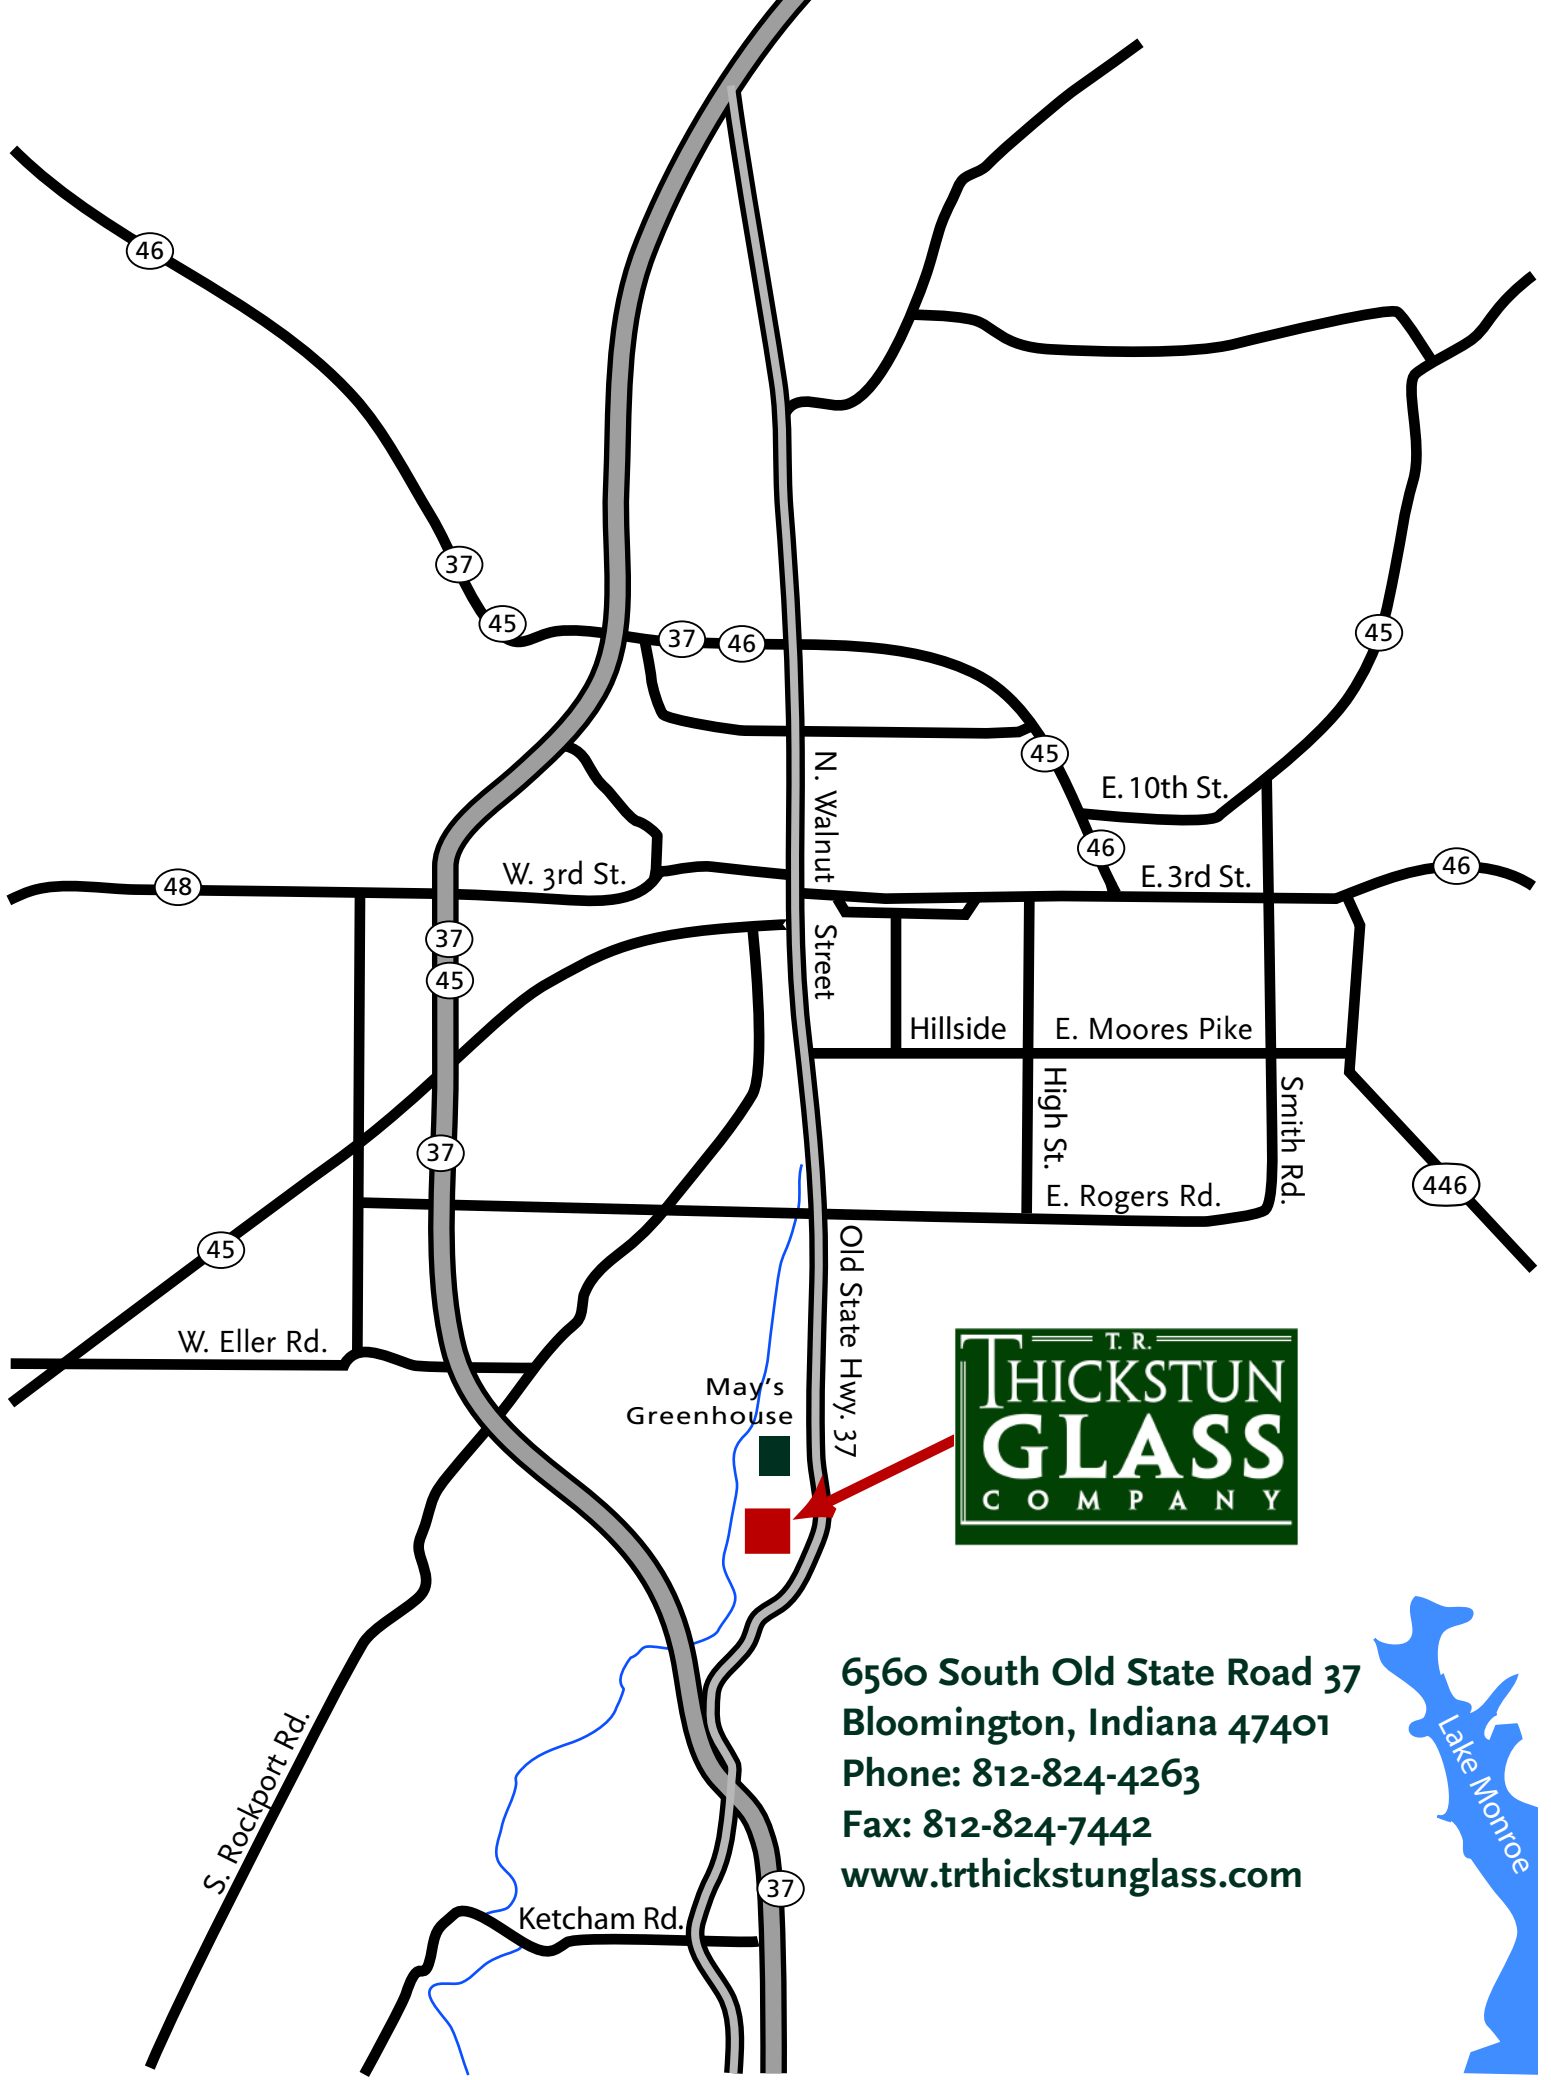 46
37
45
37
46
45
45
E. 10th St.
N. Walnut
Street
46
E. 3rd St.
46
W. 3rd St.
48
37
45
Hillside
E. Moores Pike
High St.
Smith Rd.
37
E. Rogers Rd.
446
45
Old State Hwy. 37
W. Eller Rd.
May's
Greenhouse
T. R.
THICKSTUN
GLASS
COMPANY
6560 South Old State Road 37
Bloomington, Indiana 47401
Phone: 812-824-4263
Fax: 812-824-7442
www.trthickstunglass.com
Lake Monroe
S. Rockport Rd.
37
Ketcham Rd.